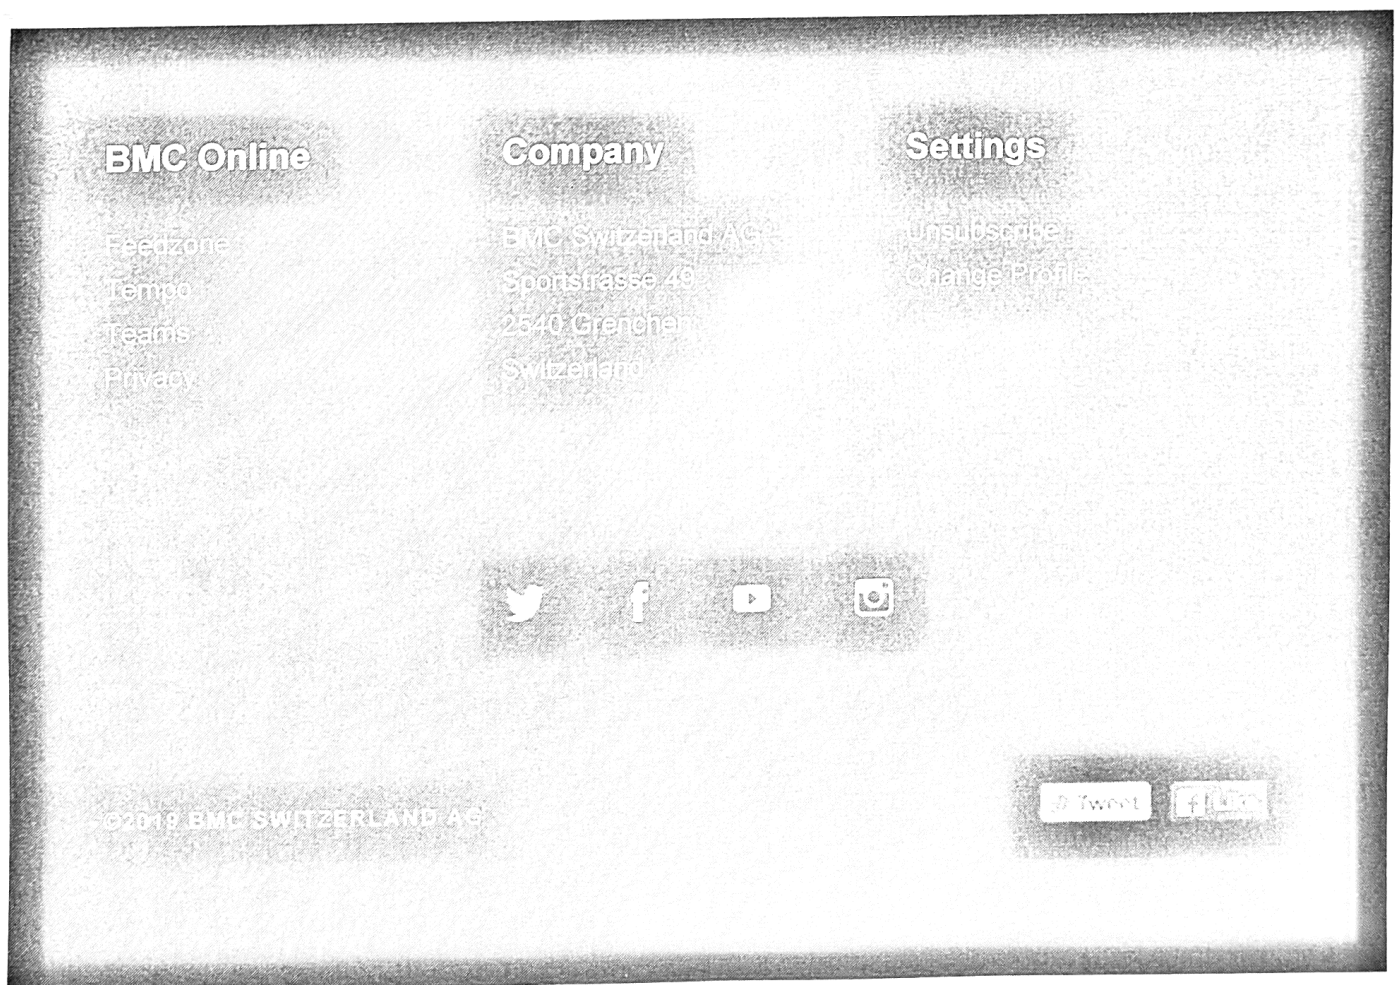 BMC Online
Feedzone
Tempo
Teams
Privacy
Company
BMC Switzerland AG
Sportstrasse 49
2540 Grenchen
Switzerland
Settings
Unsubscribe
Change Profile
©2019 BMC SWITZERLAND AG
Tweet
Like